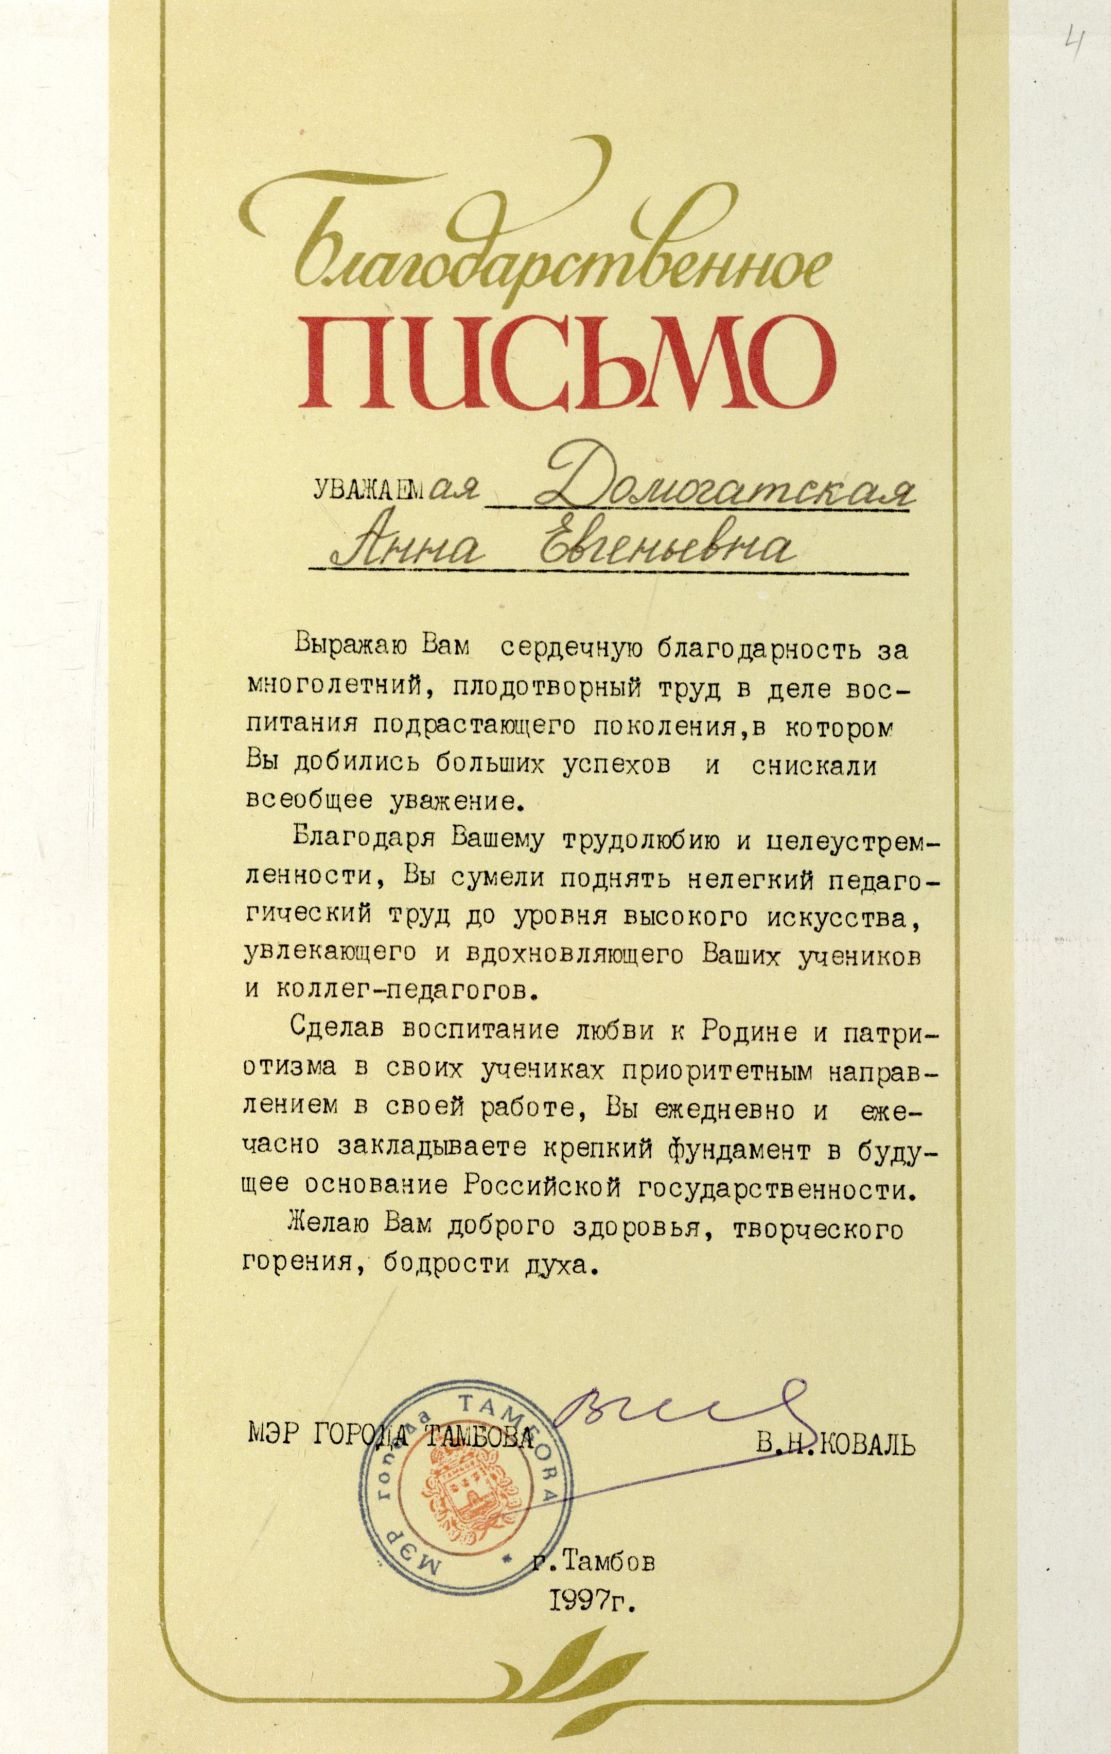 4
Благодарственное
ПИСЬМО
УВАЖАЕМая Домогатская
Анна Евгеньевна
Выражаю Вам сердечную благодарность за
многолетний, плодотворный труд в деле вос-
питания подрастающего поколения,в котором
Вы добились больших успехов и снискали
всеобщее уважение.
Благодаря Вашему трудолюбию и целеустрем-
ленности, Вы сумели поднять нелегкий педаго-
гический труд до уровня высокого искусства,
увлекающего и вдохновляющего Ваших учеников
и коллег-педагогов.
Сделав воспитание любви к Родине и патри-
отизма в своих учениках приоритетным направ-
лением в своей работе, Вы ежедневно и еже-
часно закладываете крепкий фундамент в буду-
щее основание Российской государственности.
Желаю Вам доброго здоровья, творческого
горения, бодрости духа.
МЭР ГОРОДА ТАМБОВА В.Н.КОВАЛЬ
МЭР города ТАМБОВА *
г.Тамбов
1997г.